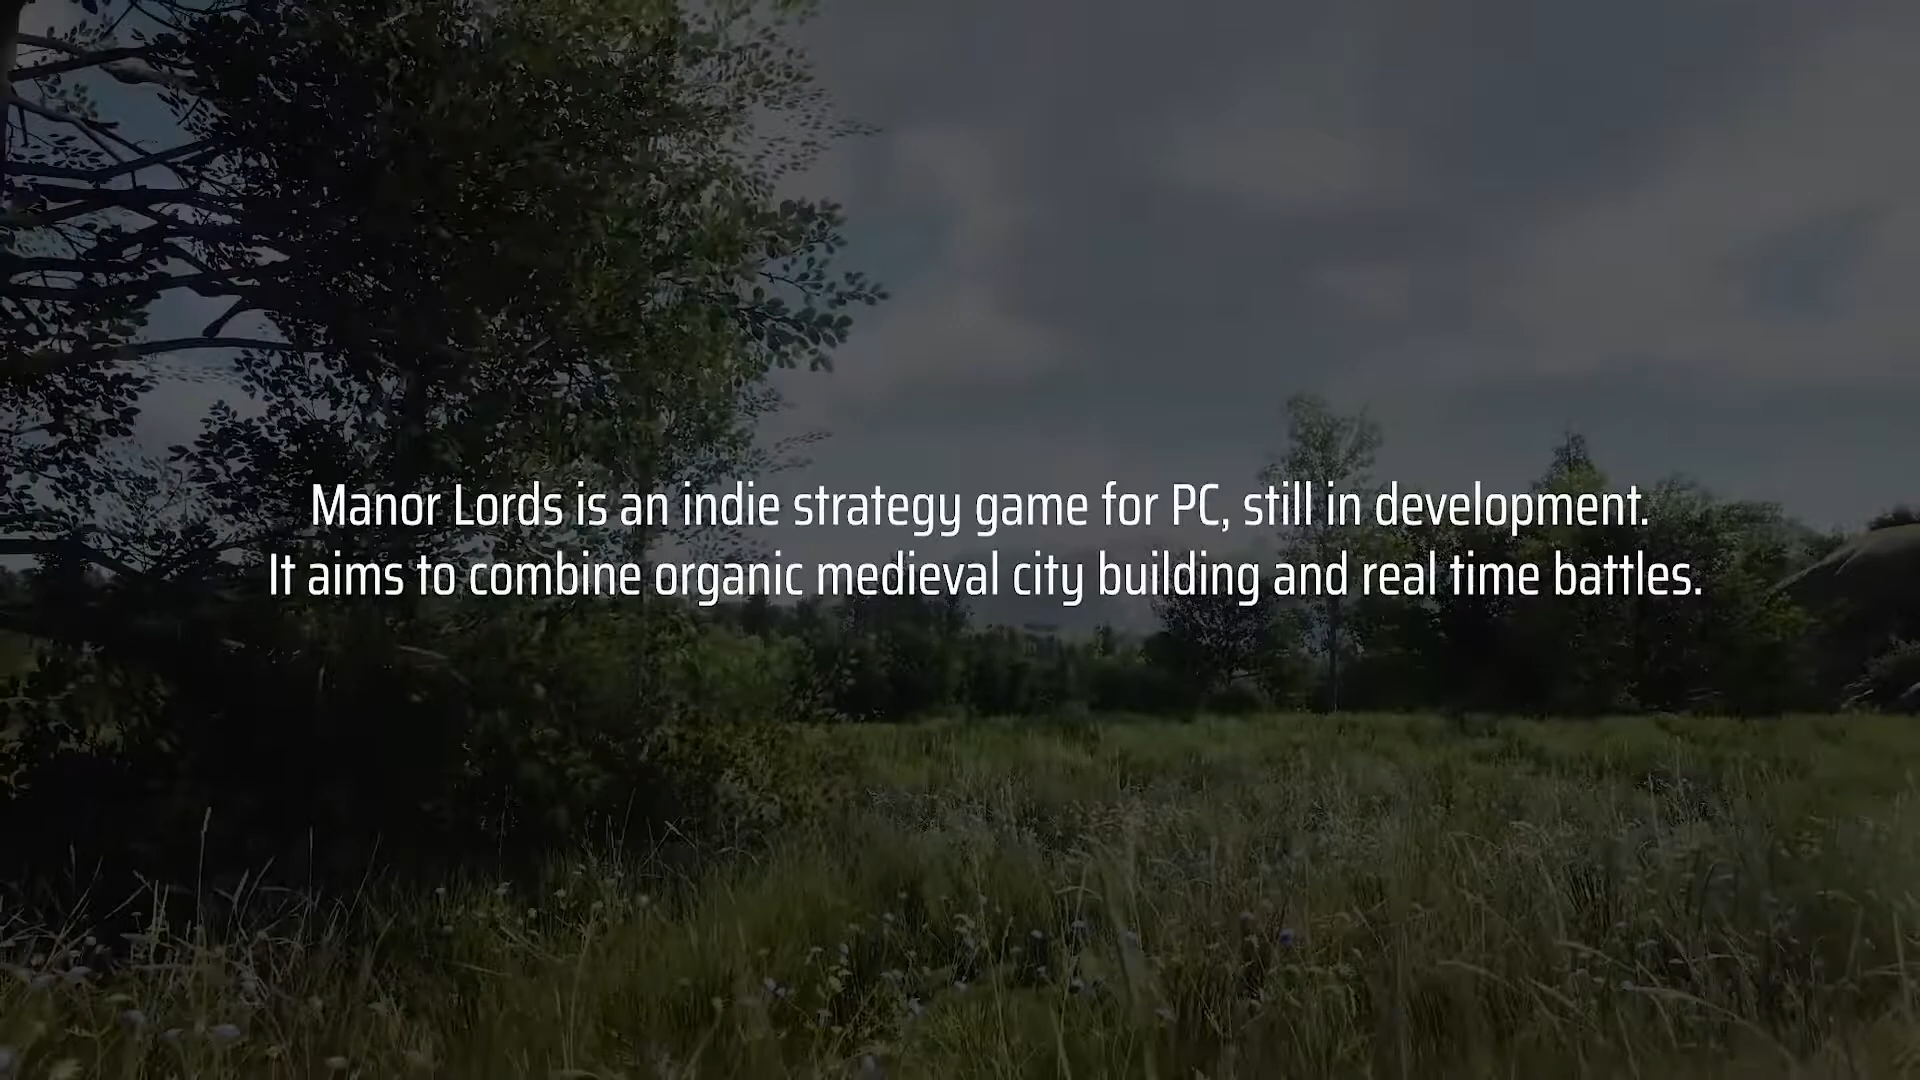 Manor Lords is an indie strategy game for PC, still in development.
It aims to combine organic medieval city building and real time battles.